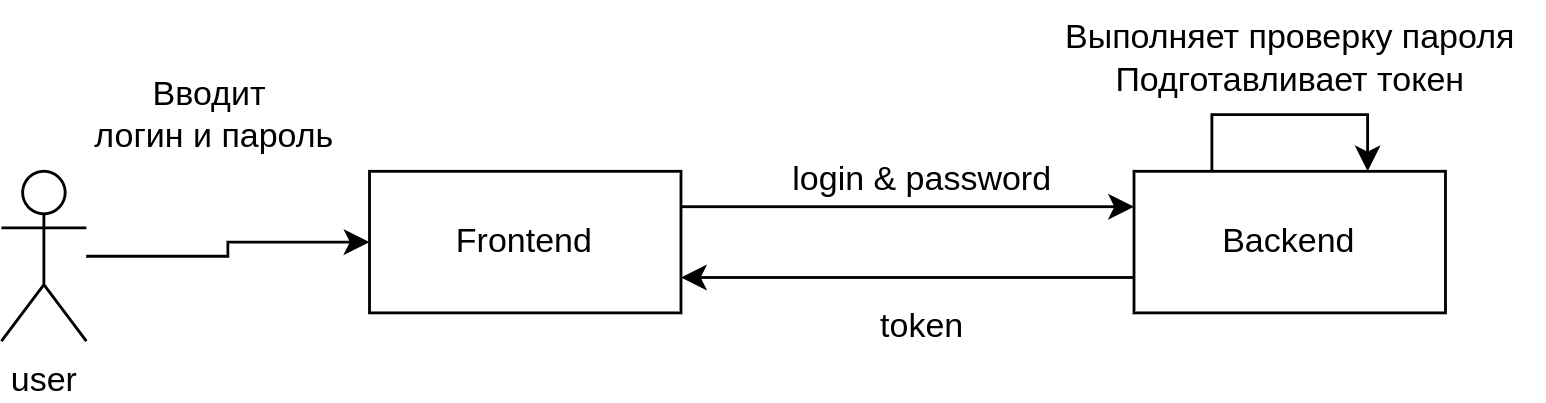 Выполняет проверку пароля
Подготавливает токен
Вводит
логин и пароль
login & password
Frontend
Backend
token
user